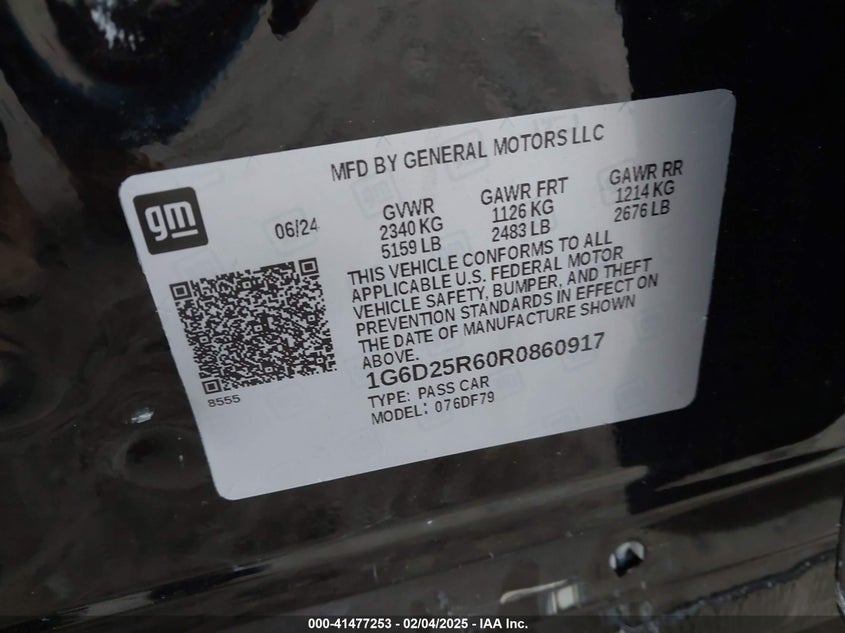 MFD BY GENERAL MOTORS LLC
gm
06/24
GVWR
2340 KG
5159 LB
GAWR FRT
1126 KG
2483 LB
GAWR RR
1214 KG
2676 LB
THIS VEHICLE CONFORMS TO ALL
APPLICABLE U.S. FEDERAL MOTOR
VEHICLE SAFETY, BUMPER, AND THEFT
PREVENTION STANDARDS IN EFFECT ON
THE DATE OF MANUFACTURE SHOWN
ABOVE.
1G6D25R60R0860917
TYPE: PASS CAR
MODEL: 076DF79
8555
000-41477253 - 02/04/2025 - IAA Inc.